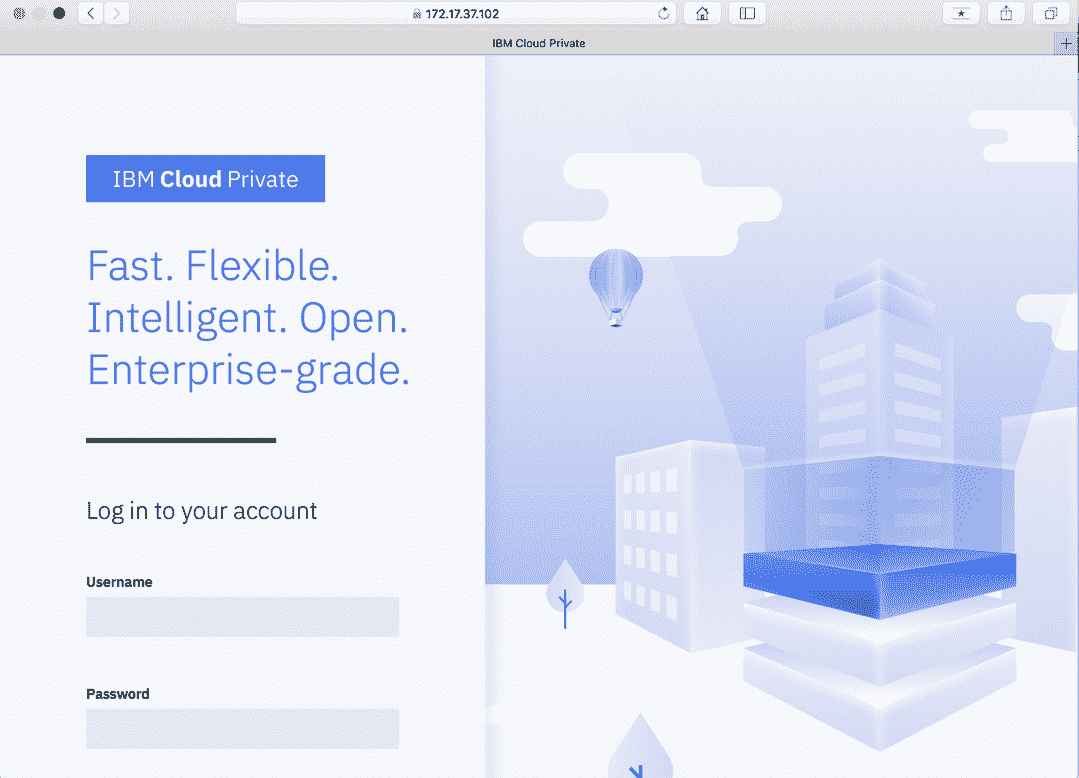 172.17.37.102
IBM Cloud Private
IBM Cloud Private
Fast. Flexible.
Intelligent. Open.
Enterprise-grade.
Log in to your account
Username
Password